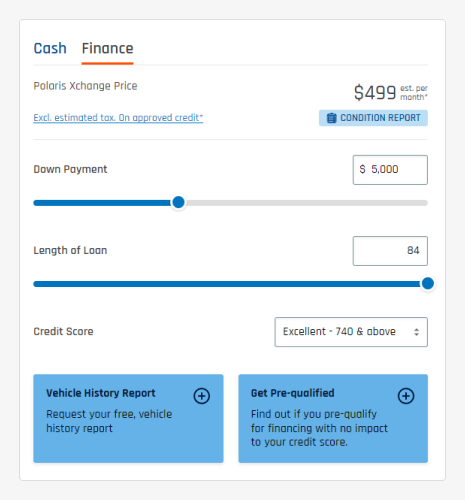 Cash Finance
Polaris Xchange Price
$499 est. per month*
Excl. estimated tax. On approved credit*
CONDITION REPORT
Down Payment
$ 5,000
Length of Loan
84
Credit Score
Excellent - 740 & above
Vehicle History Report
Request your free, vehicle
history report
Get Pre-qualified
Find out if you pre-qualify
for financing with no impact
to your credit score.